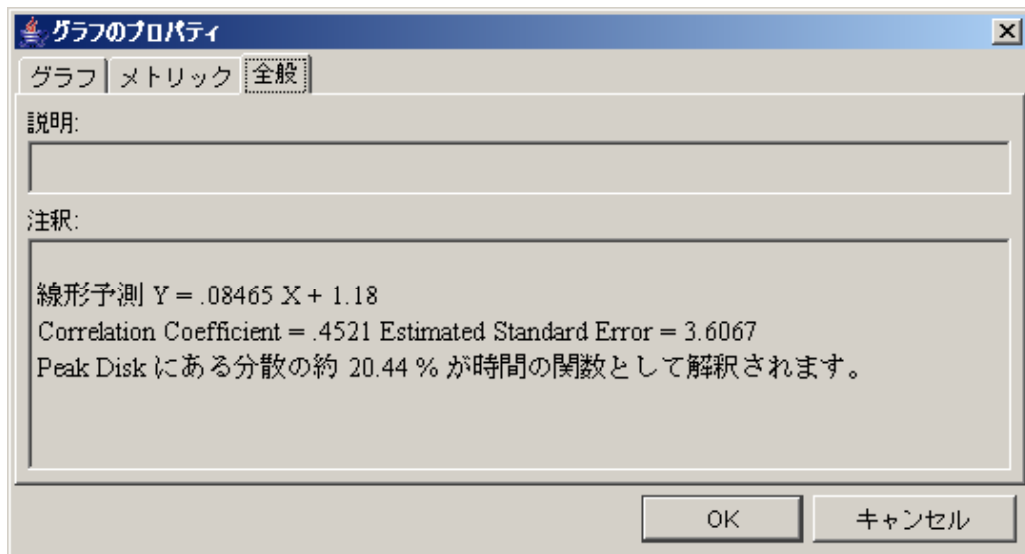 グラフのプロパティ
グラフ メトリック 全般
説明:
注釈:
線形予測 Y = .08465 X + 1.18
Correlation Coefficient = .4521 Estimated Standard Error = 3.6067
Peak Disk にある分散の約 20.44 % が時間の関数として解釈されます。
OK キャンセル